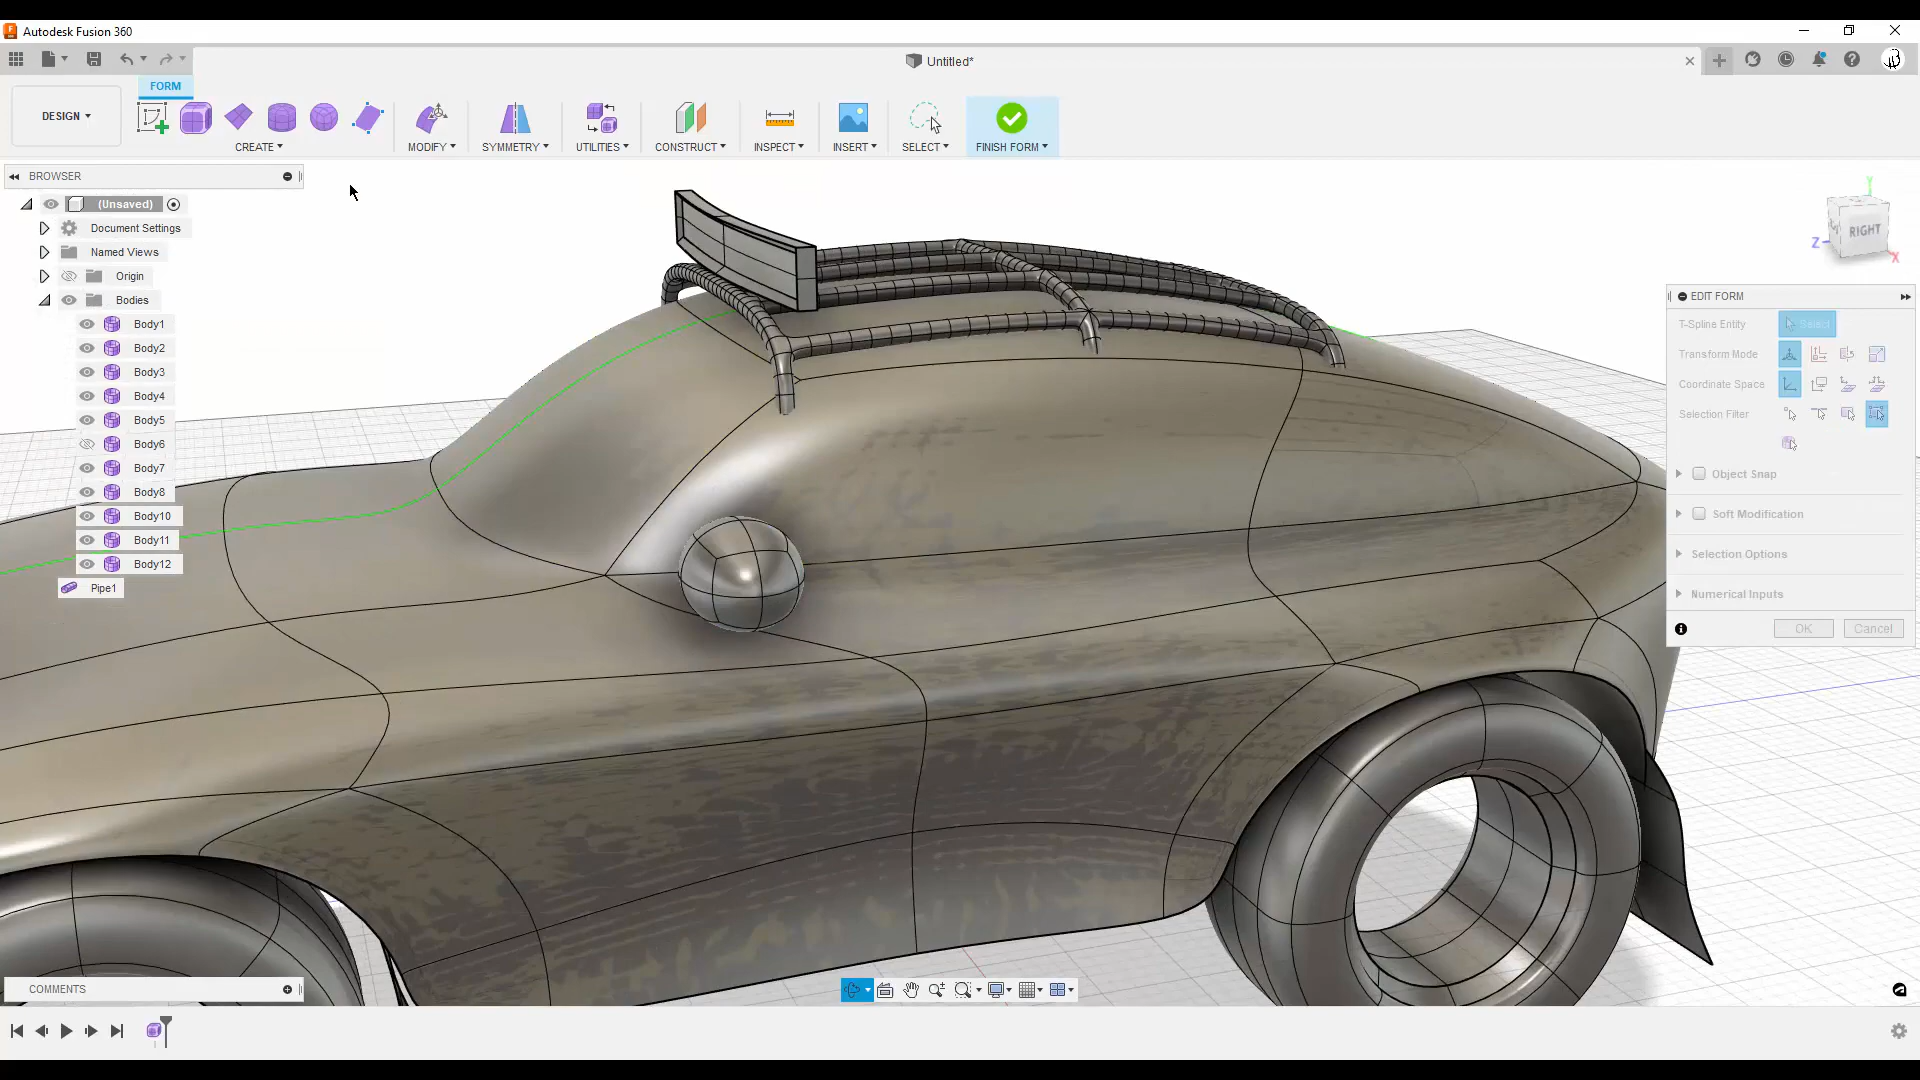 Autodesk Fusion 360
Untitled*
FORM
DESIGN
CREATE
MODIFY
SYMMETRY
UTILITIES
CONSTRUCT
INSPECT
INSERT
SELECT
FINISH FORM
BROWSER
(Unsaved)
Document Settings
Named Views
Origin
Bodies
Body1
Body2
Body3
Body4
Body5
Body6
Body7
Body8
Body10
Body11
Body12
Pipe1
Y
RIGHT
Z
X
EDIT FORM
T-Spline Entity
Select
Transform Mode
Coordinate Space
Selection Filter
Object Snap
Soft Modification
Selection Options
Numerical Inputs
OK
Cancel
COMMENTS